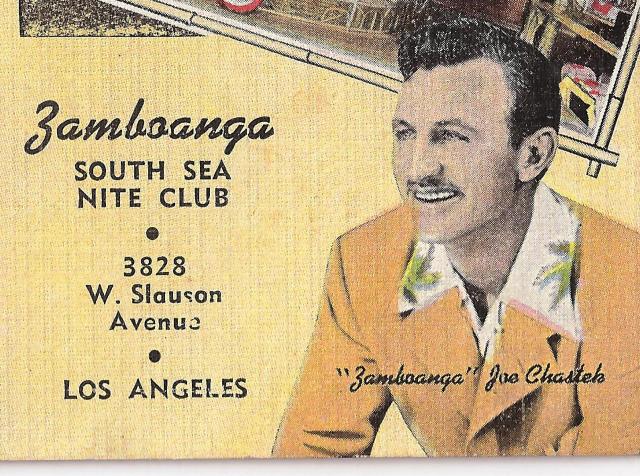 Zamboanga
SOUTH SEA
NITE CLUB
3828
W. Slauson
Avenue
LOS ANGELES
"Zamboanga" Joe Chastek